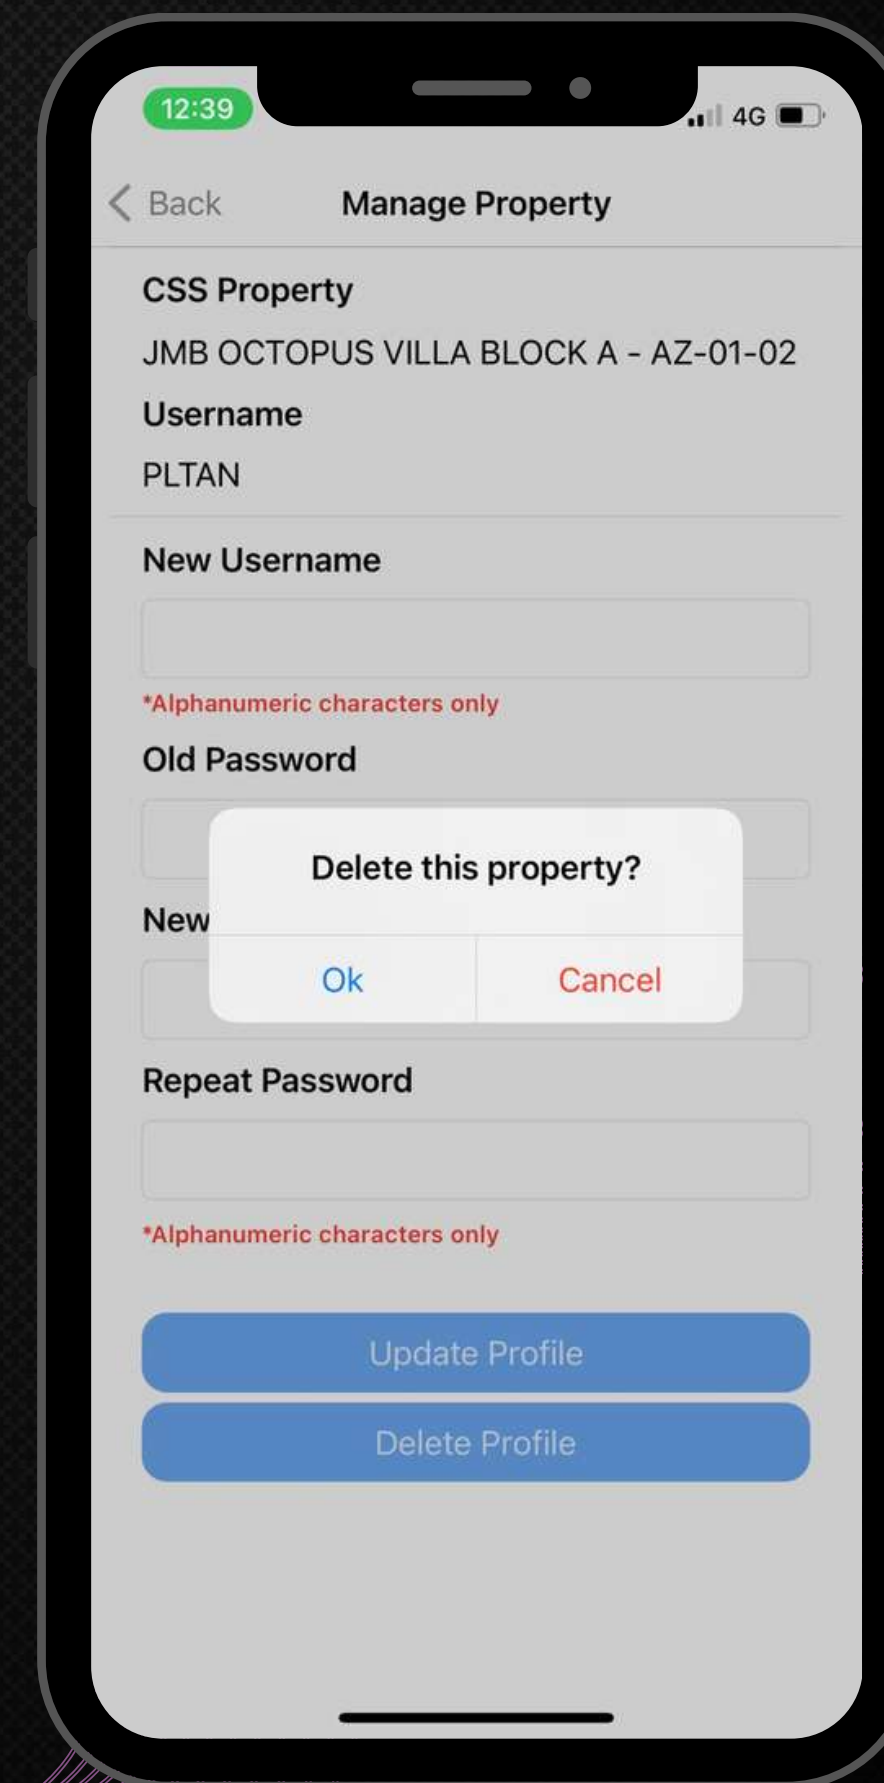 12:39
4G
Back
Manage Property
CSS Property
JMB OCTOPUS VILLA BLOCK A - AZ-01-02
Username
PLTAN
New Username
*Alphanumeric characters only
Old Password
Delete this property?
New
Ok
Cancel
Repeat Password
*Alphanumeric characters only
Update Profile
Delete Profile